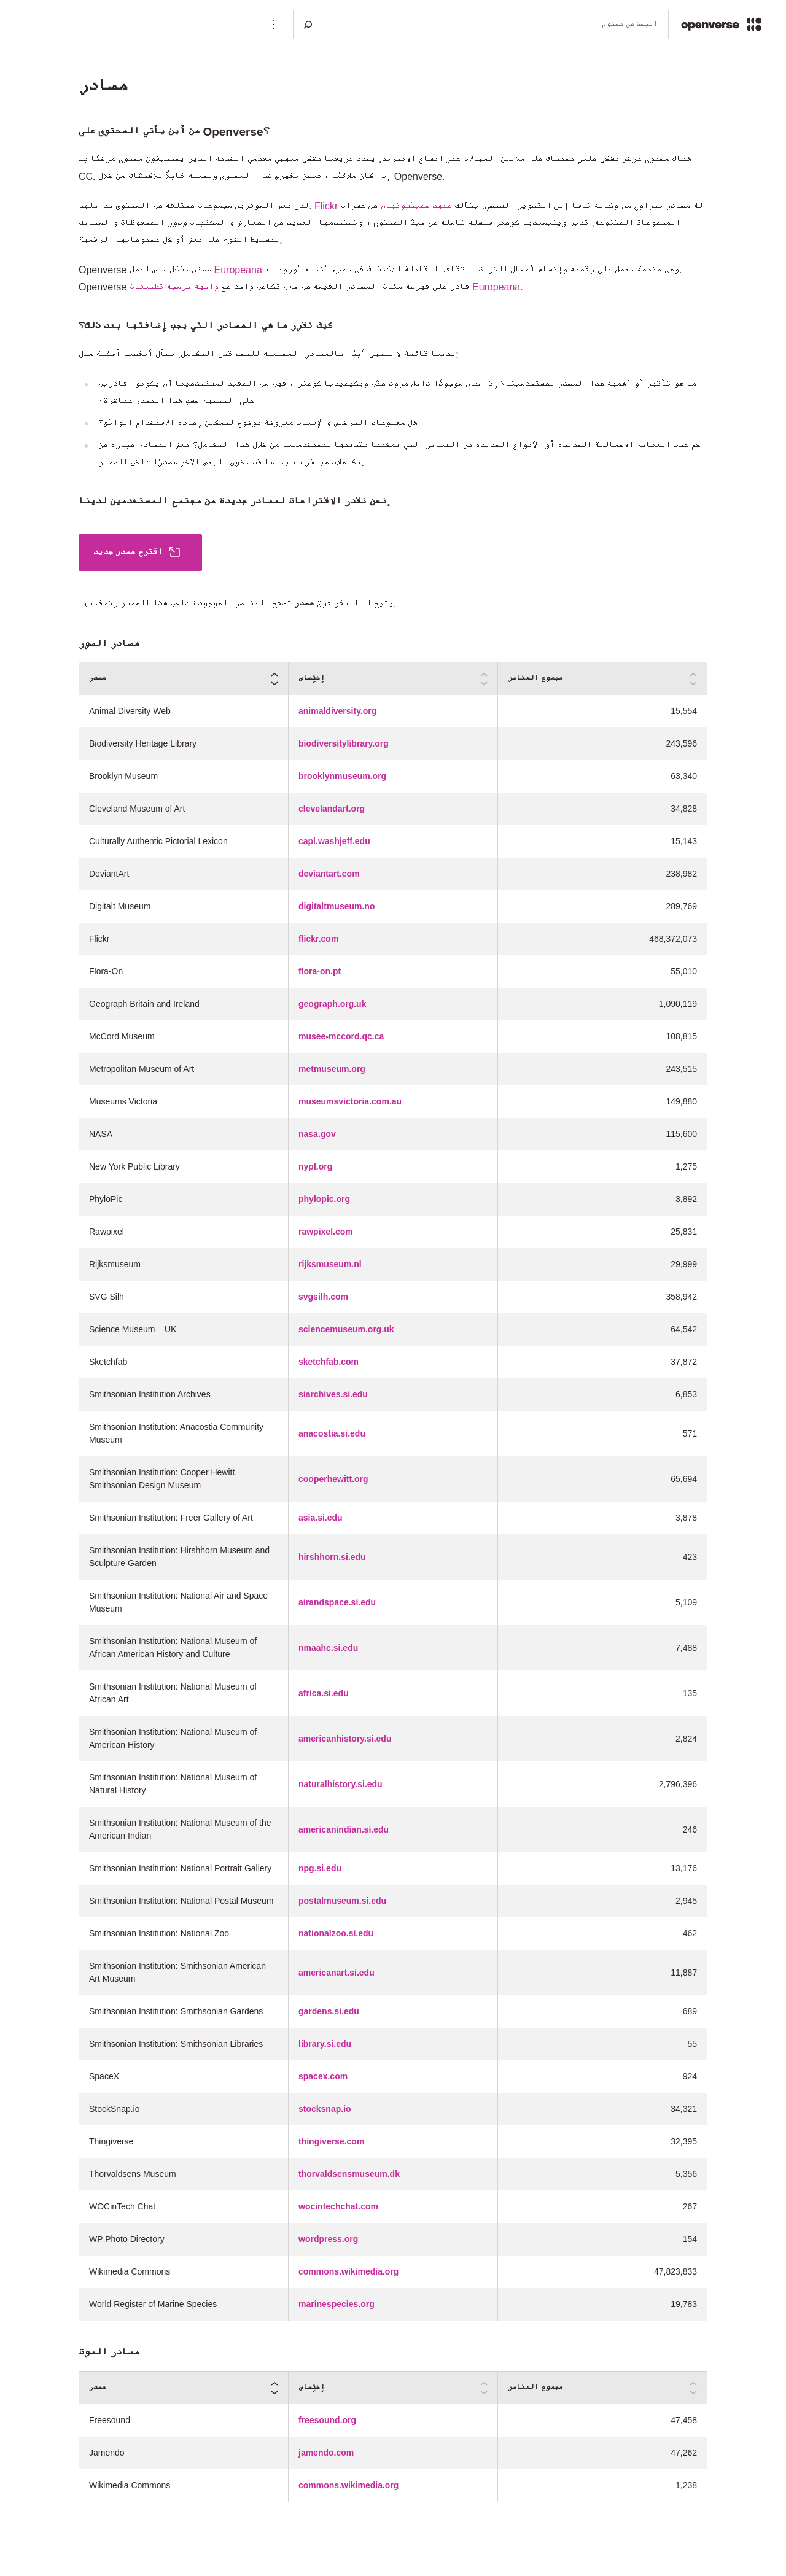 البحث عن محتوى
openverse
مصادر
من أين يأتي المحتوى على Openverse؟
هناك محتوى مرخص بشكل علني مستضاف على ملايين المجالات عبر اتساع الإنترنت. يحدد فريقنا بشكل منهجي مقدمي الخدمة الذين يستضيفون محتوى مرخصًا بـ
CC. إذا كان ملائمًا ، فنحن نفهرس هذا المحتوى ونجعله قابلاً للاكتشاف من خلال Openverse.
لدى بعض الموفرين مجموعات مختلفة من المحتوى بداخلهم. Flickr له مصادر تتراوح من وكالة ناسا إلى التصوير الشخصي. يتألف معهد سميثسونيان من عشرات
المجموعات المتنوعة. تدير ويكيميديا كومنز سلسلة كاملة من حيث المحتوى ، وتستخدمها العديد من المعارض والمكتبات ودور المحفوظات والمتاحف
لتسليط الضوء على بعض أو كل مجموعاتها الرقمية.
Openverse ممتن بشكل خاص لعمل Europeana ، وهي منظمة تعمل على رقمنة وإنشاء أعمال التراث الثقافي القابلة للاكتشاف في جميع أنحاء أوروبا.
Openverse قادر على فهرسة مئات المصادر القيمة من خلال تكامل واحد مع واجهة برمجة تطبيقات Europeana.
كيف نقرر ما هي المصادر التي يجب إضافتها بعد ذلك؟
لدينا قائمة لا تنتهي أبدًا بالمصادر المحتملة للبحث قبل التكامل. نسأل أنفسنا أسئلة مثل:
ما هو تأثير أو أهمية هذا المصدر لمستخدمينا؟ إذا كان موجودًا داخل مزود مثل ويكيميديا كومنز ، فهل من المفيد لمستخدمينا أن يكونوا قادرين
على التصفية حسب هذا المصدر مباشرة؟
هل معلومات الترخيص والإسناد معروضة بوضوح لتمكين إعادة الاستخدام الواثق؟
كم عدد العناصر الإجمالية الجديدة أو الأنواع الجديدة من العناصر التي يمكننا تقديمها لمستخدمينا من خلال هذا التكامل؟ بعض المصادر عبارة عن
تكاملات مباشرة ، بينما قد يكون البعض الآخر مصدرًا داخل المصدر.
نحن نقدر الاقتراحات لمصادر جديدة من مجتمع المستخدمين لدينا.
اقترح مصدر جديد
يتيح لك النقر فوق مصدر تصفح العناصر الموجودة داخل هذا المصدر وتصفيتها.
مصادر الصور
مصدر إختصاص مجموع العناصر
Animal Diversity Web animaldiversity.org 15,554
Biodiversity Heritage Library biodiversitylibrary.org 243,596
Brooklyn Museum brooklynmuseum.org 63,340
Cleveland Museum of Art clevelandart.org 34,828
Culturally Authentic Pictorial Lexicon capl.washjeff.edu 15,143
DeviantArt deviantart.com 238,982
Digitalt Museum digitaltmuseum.no 289,769
Flickr flickr.com 468,372,073
Flora-On flora-on.pt 55,010
Geograph Britain and Ireland geograph.org.uk 1,090,119
McCord Museum musee-mccord.qc.ca 108,815
Metropolitan Museum of Art metmuseum.org 243,515
Museums Victoria museumsvictoria.com.au 149,880
NASA nasa.gov 115,600
New York Public Library nypl.org 1,275
PhyloPic phylopic.org 3,892
Rawpixel rawpixel.com 25,831
Rijksmuseum rijksmuseum.nl 29,999
SVG Silh svgsilh.com 358,942
Science Museum – UK sciencemuseum.org.uk 64,542
Sketchfab sketchfab.com 37,872
Smithsonian Institution Archives siarchives.si.edu 6,853
Smithsonian Institution: Anacostia Community
Museum anacostia.si.edu 571
Smithsonian Institution: Cooper Hewitt,
Smithsonian Design Museum cooperhewitt.org 65,694
Smithsonian Institution: Freer Gallery of Art asia.si.edu 3,878
Smithsonian Institution: Hirshhorn Museum and
Sculpture Garden hirshhorn.si.edu 423
Smithsonian Institution: National Air and Space
Museum airandspace.si.edu 5,109
Smithsonian Institution: National Museum of
African American History and Culture nmaahc.si.edu 7,488
Smithsonian Institution: National Museum of
African Art africa.si.edu 135
Smithsonian Institution: National Museum of
American History americanhistory.si.edu 2,824
Smithsonian Institution: National Museum of
Natural History naturalhistory.si.edu 2,796,396
Smithsonian Institution: National Museum of the
American Indian americanindian.si.edu 246
Smithsonian Institution: National Portrait Gallery npg.si.edu 13,176
Smithsonian Institution: National Postal Museum postalmuseum.si.edu 2,945
Smithsonian Institution: National Zoo nationalzoo.si.edu 462
Smithsonian Institution: Smithsonian American
Art Museum americanart.si.edu 11,887
Smithsonian Institution: Smithsonian Gardens gardens.si.edu 689
Smithsonian Institution: Smithsonian Libraries library.si.edu 55
SpaceX spacex.com 924
StockSnap.io stocksnap.io 34,321
Thingiverse thingiverse.com 32,395
Thorvaldsens Museum thorvaldsensmuseum.dk 5,356
WOCinTech Chat wocintechchat.com 267
WP Photo Directory wordpress.org 154
Wikimedia Commons commons.wikimedia.org 47,823,833
World Register of Marine Species marinespecies.org 19,783
مصادر الصوت
مصدر إختصاص مجموع العناصر
Freesound freesound.org 47,458
Jamendo jamendo.com 47,262
Wikimedia Commons commons.wikimedia.org 1,238